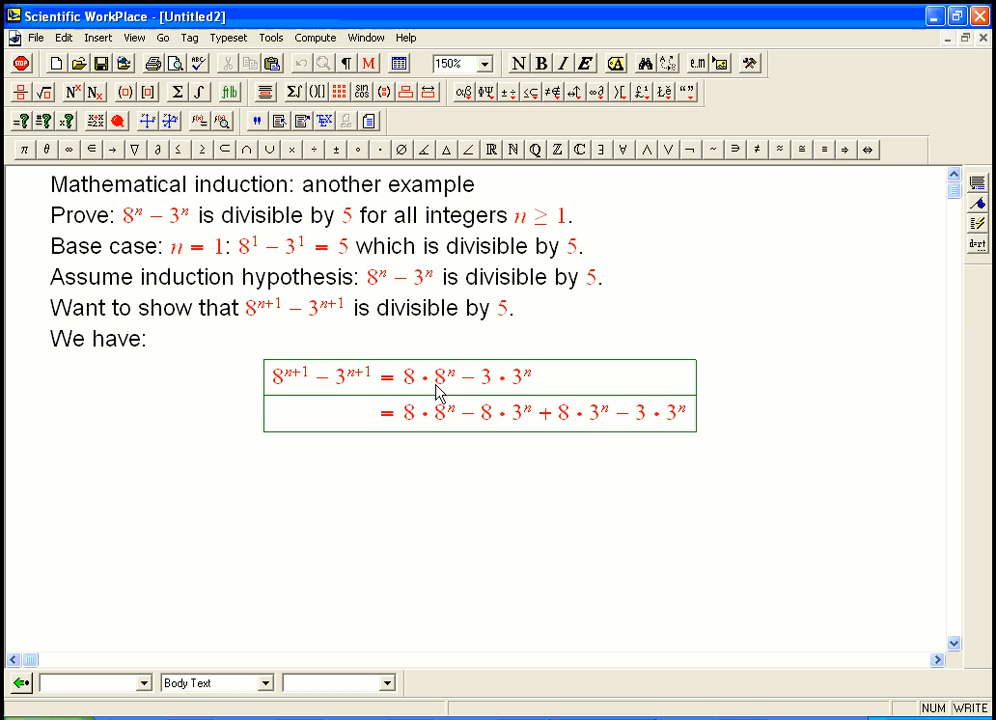 Scientific WorkPlace - [Untitled2]
File Edit Insert View Go Tag Typeset Tools Compute Window Help
150% N B I E
π θ ∞ ∈ → ∇ ∂ ≤ ≥ ⊂ ∩ ∪ × ÷ ± ∘ · ∅ ∡ △ ∠ ℝ ℕ ℚ ℤ ℂ ∃ ∀ ∧ ∨ ¬ ~ ∋ ≠ ≈ ≅ ≡ ⇒ ⇔
Mathematical induction: another example
Prove: 8ⁿ − 3ⁿ is divisible by 5 for all integers n ≥ 1.
Base case: n = 1: 8¹ − 3¹ = 5 which is divisible by 5.
Assume induction hypothesis: 8ⁿ − 3ⁿ is divisible by 5.
Want to show that 8ⁿ⁺¹ − 3ⁿ⁺¹ is divisible by 5.
We have:
8ⁿ⁺¹ − 3ⁿ⁺¹ = 8 · 8ⁿ − 3 · 3ⁿ
= 8 · 8ⁿ − 8 · 3ⁿ + 8 · 3ⁿ − 3 · 3ⁿ
Body Text
NUM WRITE